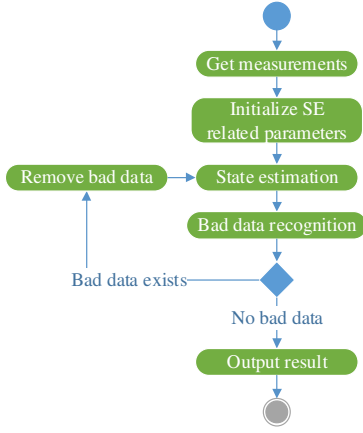 Get measurements
Initialize SE
related parameters
Remove bad data
State estimation
Bad data recognition
Bad data exists
No bad data
Output result